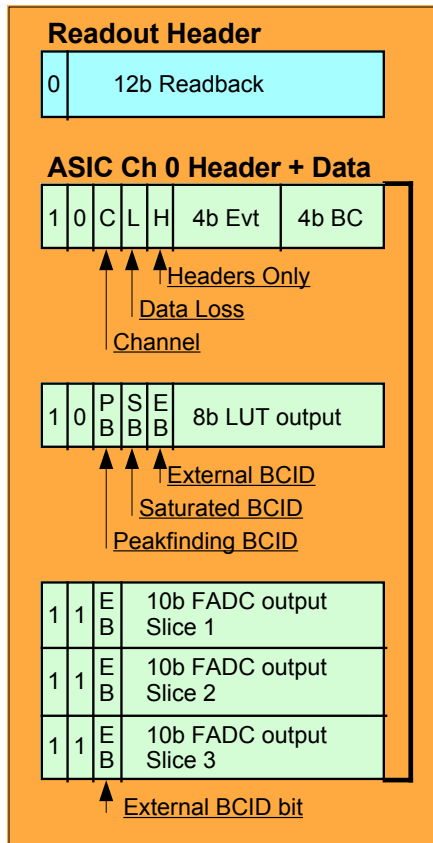 Readout Header
0 12b Readback
ASIC Ch 0 Header + Data
1 0 C L H 4b Evt 4b BC
Headers Only
Data Loss
Channel
1 0 PB SB EB 8b LUT output
External BCID
Saturated BCID
Peakfinding BCID
1 1 EB 10b FADC output
Slice 1
1 1 EB 10b FADC output
Slice 2
1 1 EB 10b FADC output
Slice 3
External BCID bit